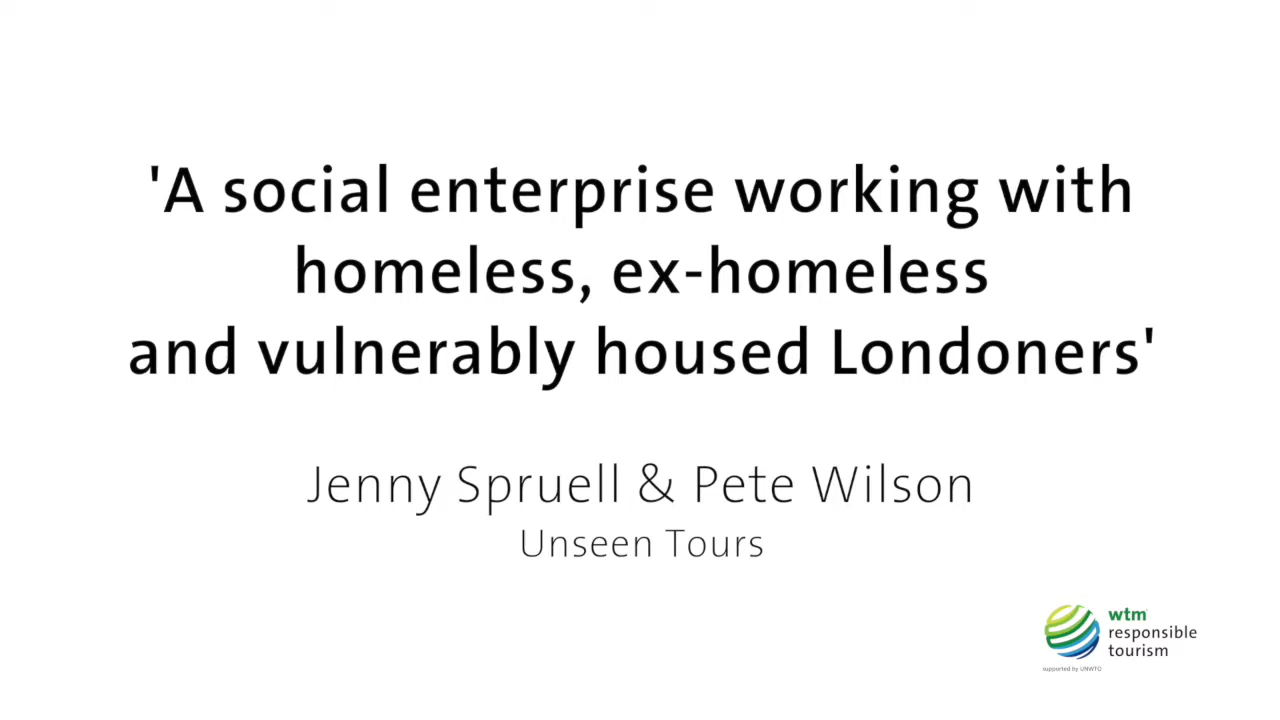 'A social enterprise working with
homeless, ex-homeless
and vulnerably housed Londoners'
Jenny Spruell & Pete Wilson
Unseen Tours
wtm
responsible
tourism
supported by UNWTO